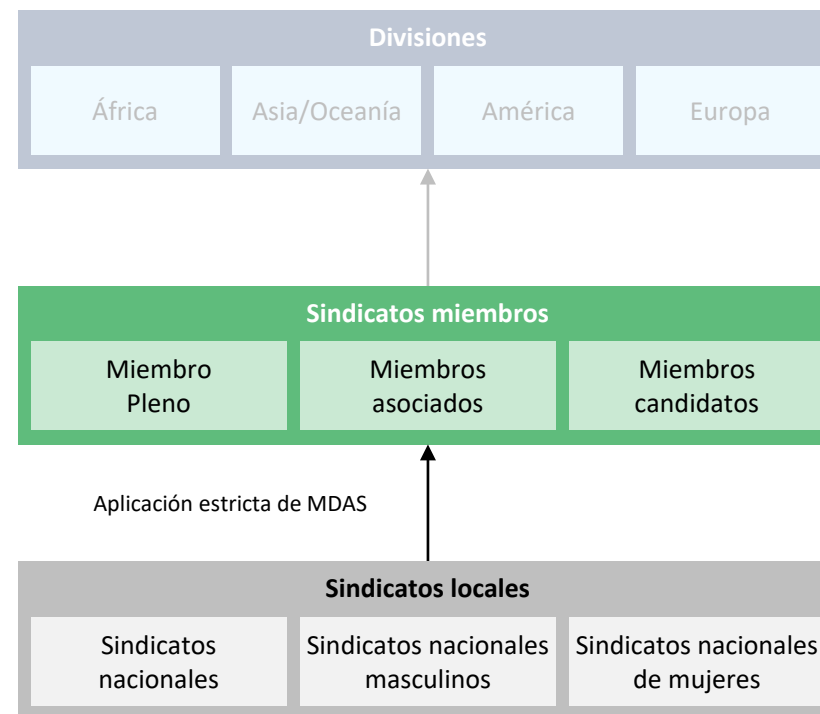 Divisiones
África
Asia/Oceanía
América
Europa
Sindicatos miembros
Miembro
Pleno
Miembros
asociados
Miembros
candidatos
Aplicación estricta de MDAS
Sindicatos locales
Sindicatos
nacionales
Sindicatos nacionales
masculinos
Sindicatos nacionales
de mujeres